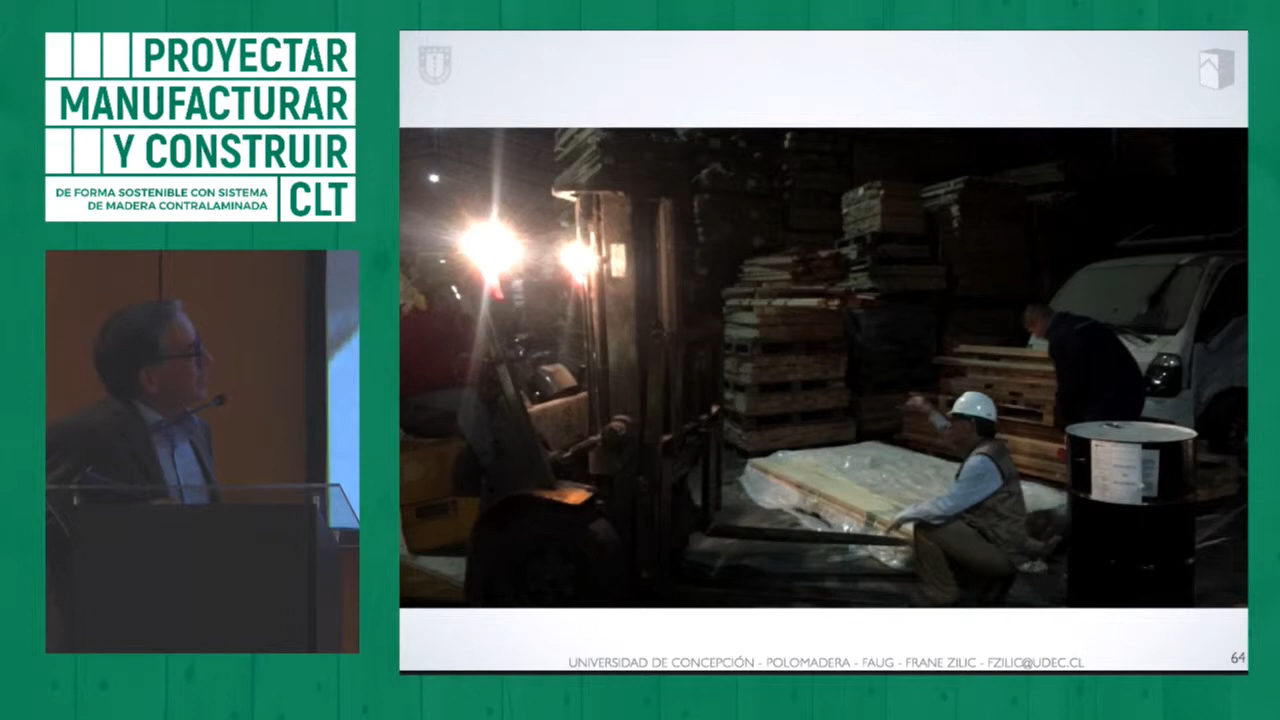 PROYECTAR
MANUFACTURAR
Y CONSTRUIR
DE FORMA SOSTENIBLE CON SISTEMA
DE MADERA CONTRALAMINADA
CLT
UNIVERSIDAD DE CONCEPCIÓN - POLOMADERA - FAUG - FRANE ZILIC - FZILIC@UDEC.CL
64